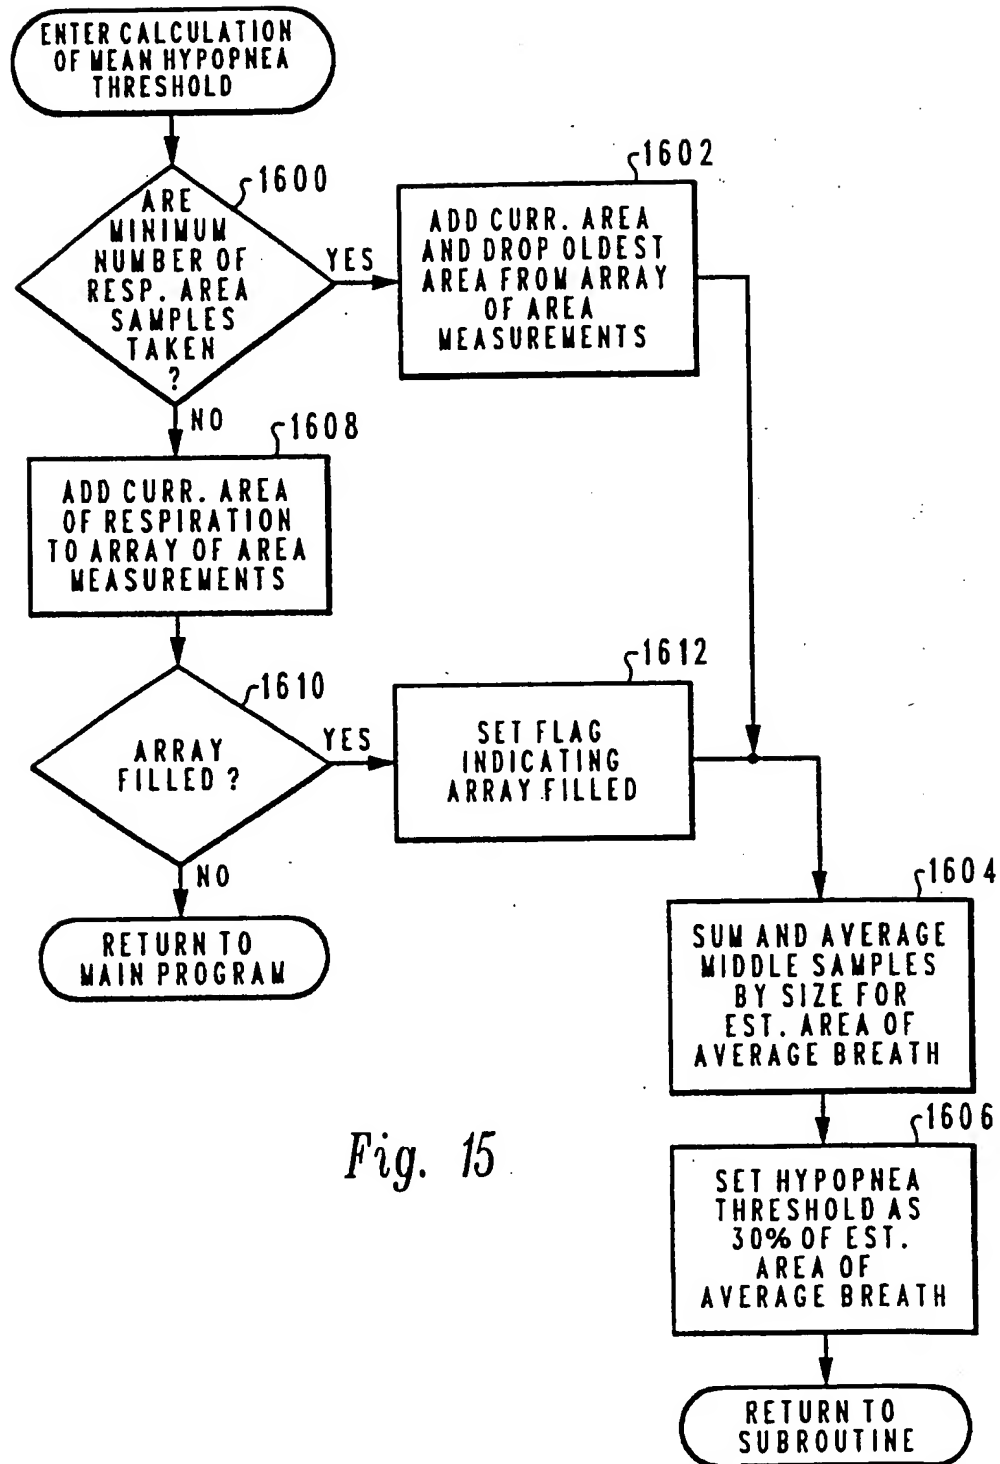 ENTER CALCULATION
OF MEAN HYPOPNEA
THRESHOLD
1600
ARE
MINIMUM
NUMBER OF
RESP. AREA
SAMPLES
TAKEN
?
YES
1602
ADD CURR. AREA
AND DROP OLDEST
AREA FROM ARRAY
OF AREA
MEASUREMENTS
NO
1608
ADD CURR. AREA
OF RESPIRATION
TO ARRAY OF AREA
MEASUREMENTS
1610
ARRAY
FILLED ?
YES
1612
SET FLAG
INDICATING
ARRAY FILLED
NO
RETURN TO
MAIN PROGRAM
1604
SUM AND AVERAGE
MIDDLE SAMPLES
BY SIZE FOR
EST. AREA OF
AVERAGE BREATH
1606
SET HYPOPNEA
THRESHOLD AS
30% OF EST.
AREA OF
AVERAGE BREATH
RETURN TO
SUBROUTINE
Fig. 15